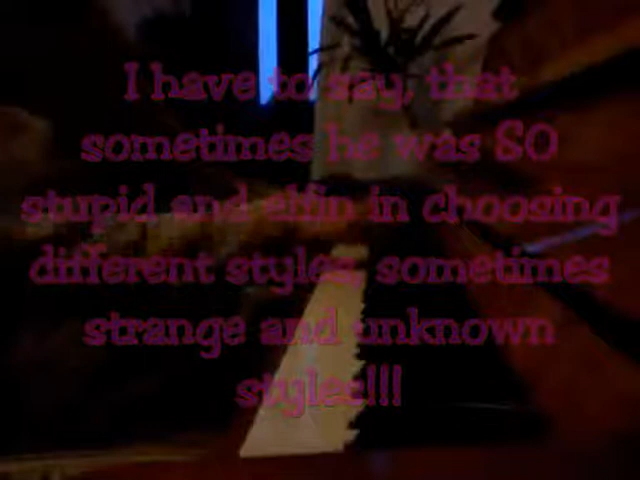 I have to say, that
sometimes he was SO
stupid and elfin in choosing
different styles, sometimes
strange and unknown
styles!!!